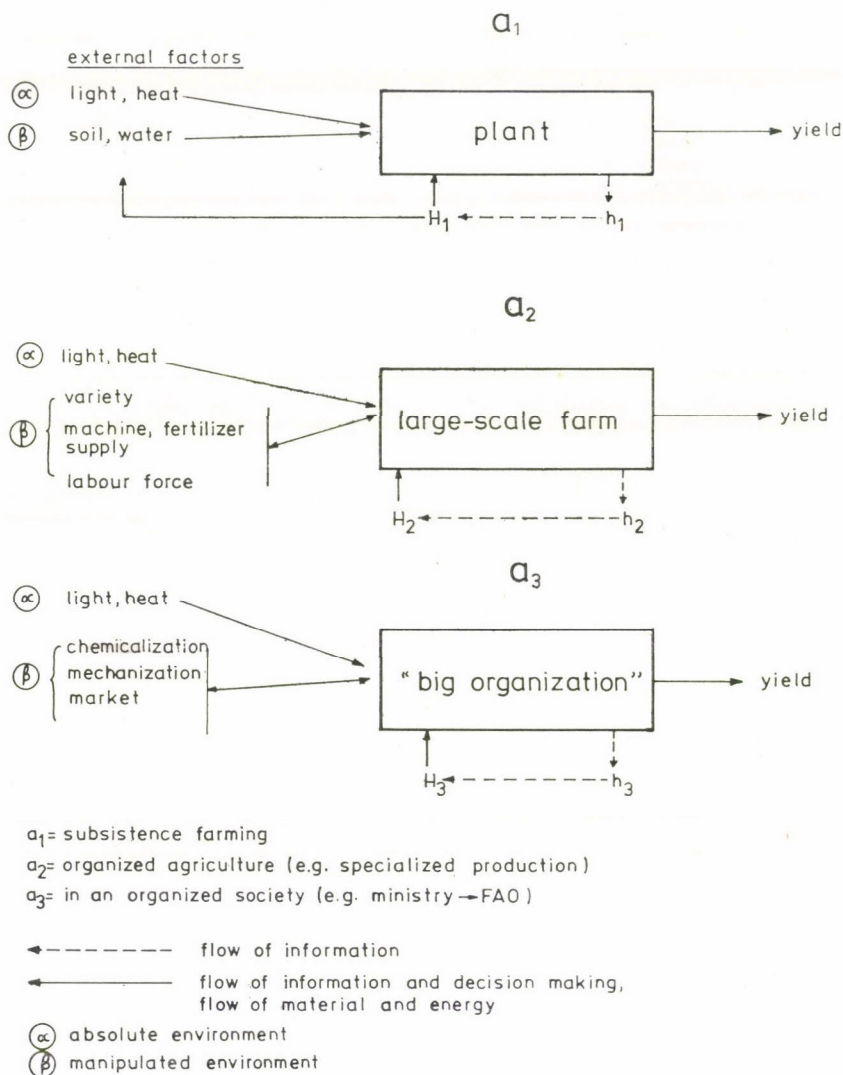 a₁
external factors
α light, heat
β soil, water
plant
yield
H₁
h₁
a₂
α light, heat
variety
β machine, fertilizer
supply
labour force
large-scale farm
yield
H₂
h₂
a₃
α light, heat
chemicalization
β mechanization
market
"big organization"
yield
H₃
h₃
a₁= subsistence farming
a₂= organized agriculture (e.g. specialized production)
a₃= in an organized society (e.g. ministry→FAO)
flow of information
flow of information and decision making,
flow of material and energy
α absolute environment
β manipulated environment